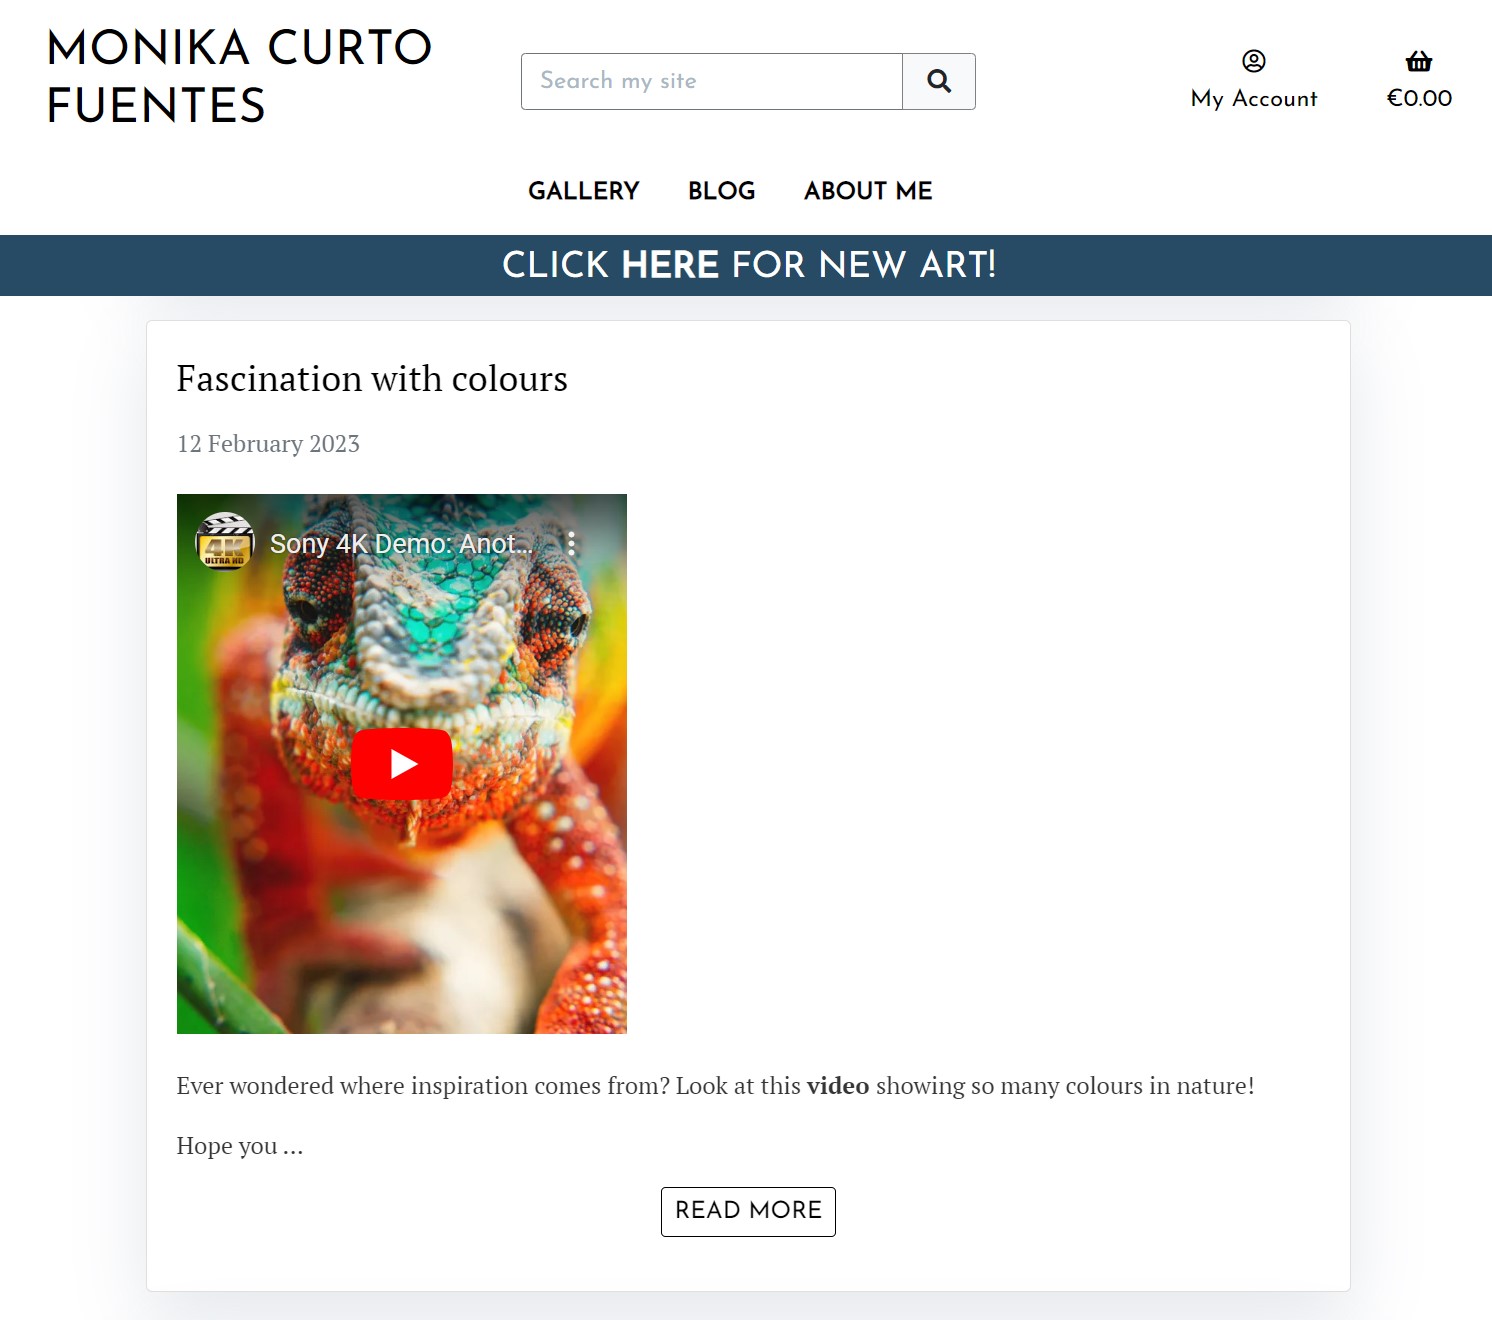 MONIKA CURTO
FUENTES
Search my site
My Account
€0.00
GALLERY BLOG ABOUT ME
CLICK HERE FOR NEW ART!
Fascination with colours
12 February 2023
4K
ULTRA HD
Sony 4K Demo: Anot...
Ever wondered where inspiration comes from? Look at this video showing so many colours in nature!
Hope you …
READ MORE